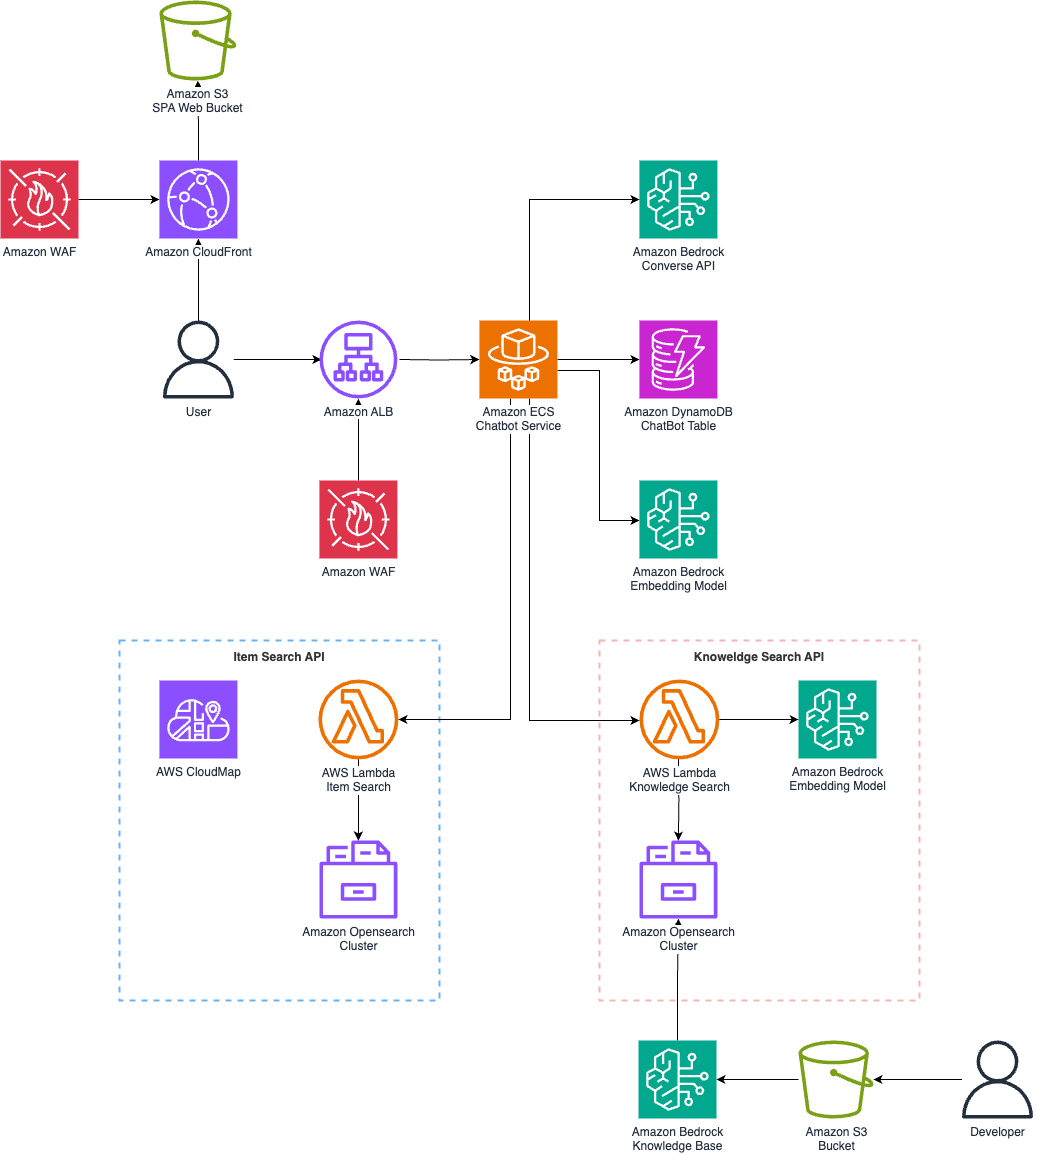 Amazon S3
SPA Web Bucket
Amazon WAF
Amazon CloudFront
Amazon Bedrock
Converse API
User
Amazon ALB
Amazon ECS
Chatbot Service
Amazon DynamoDB
ChatBot Table
Amazon WAF
Amazon Bedrock
Embedding Model
Item Search API
Knoweldge Search API
AWS CloudMap
AWS Lambda
Item Search
AWS Lambda
Knowledge Search
Amazon Bedrock
Embedding Model
Amazon Opensearch
Cluster
Amazon Opensearch
Cluster
Amazon Bedrock
Knowledge Base
Amazon S3
Bucket
Developer